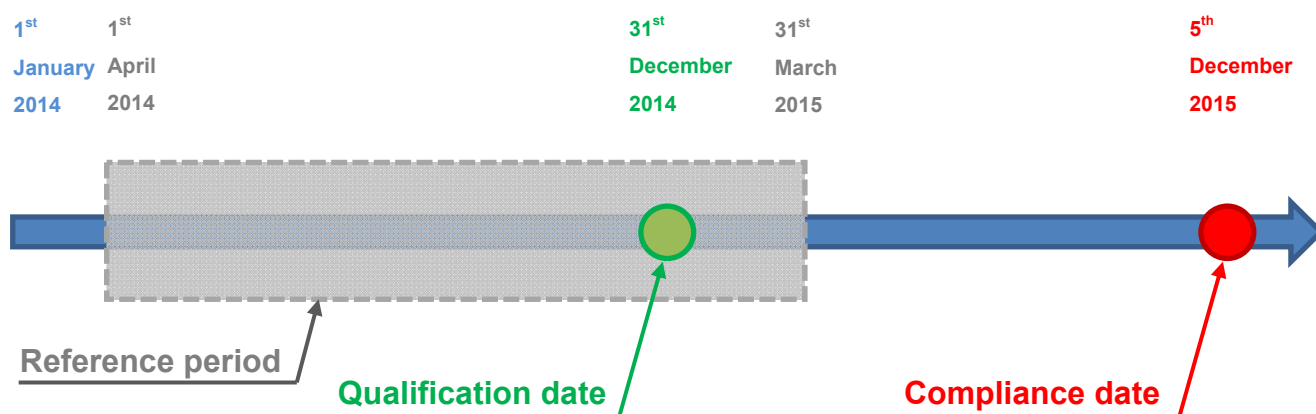 1st
January
2014
1st
April
2014
31st
December
2014
31st
March
2015
5th
December
2015
Reference period
Qualification date
Compliance date